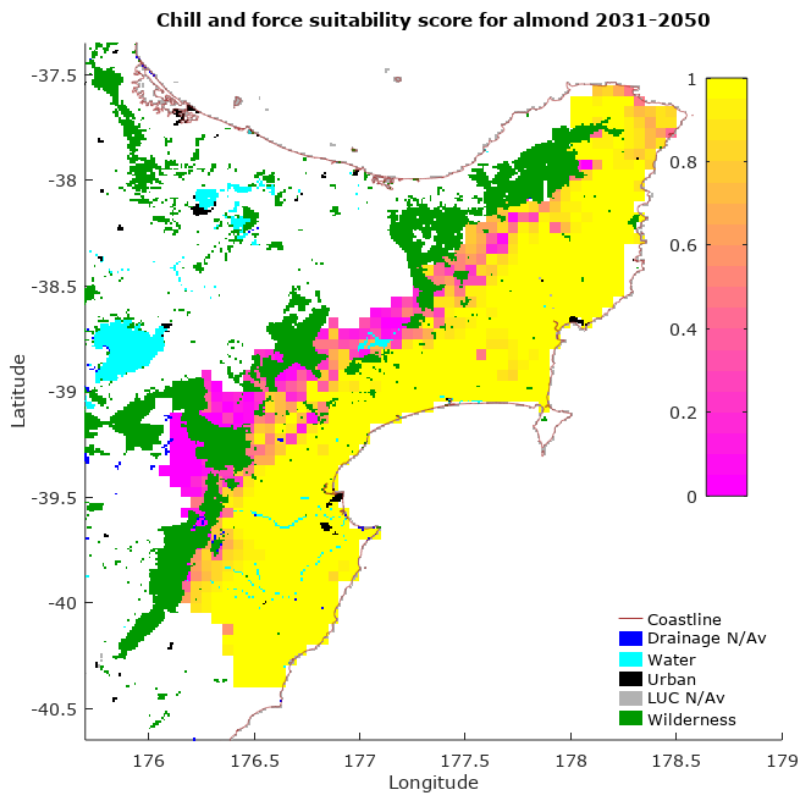 Chill and force suitability score for almond 2031-2050
-37.5
-38
-38.5
-39
-39.5
-40
-40.5
Latitude
1
0.8
0.6
0.4
0.2
0
Coastline
Drainage N/Av
Water
Urban
LUC N/Av
Wilderness
176
176.5
177
177.5
178
178.5
179
Longitude